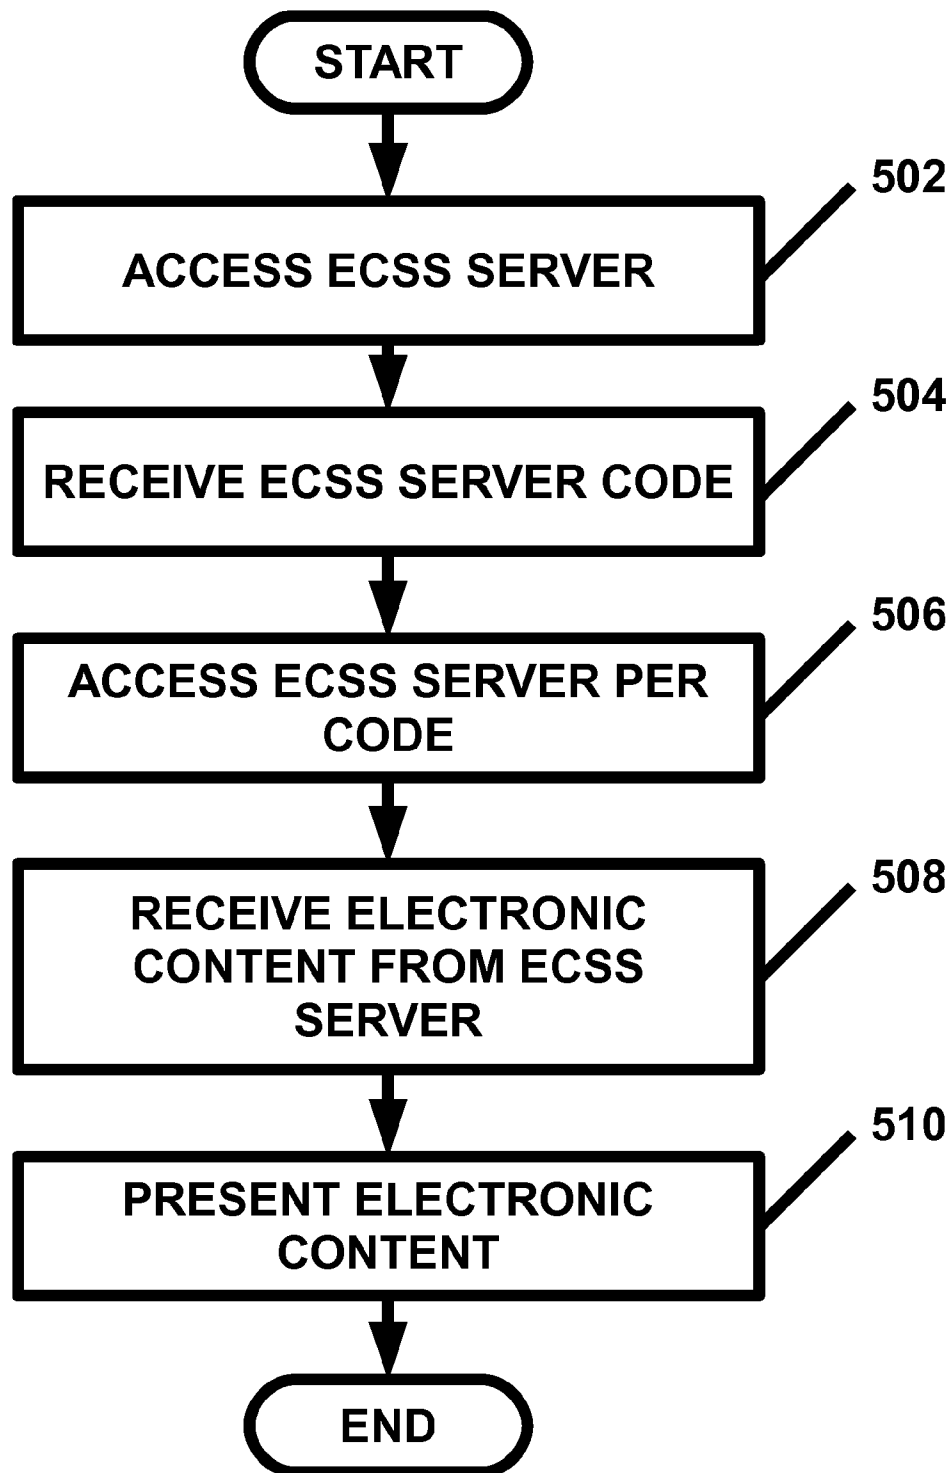 START
502
ACCESS ECSS SERVER
504
RECEIVE ECSS SERVER CODE
506
ACCESS ECSS SERVER PER
CODE
508
RECEIVE ELECTRONIC
CONTENT FROM ECSS
SERVER
510
PRESENT ELECTRONIC
CONTENT
END